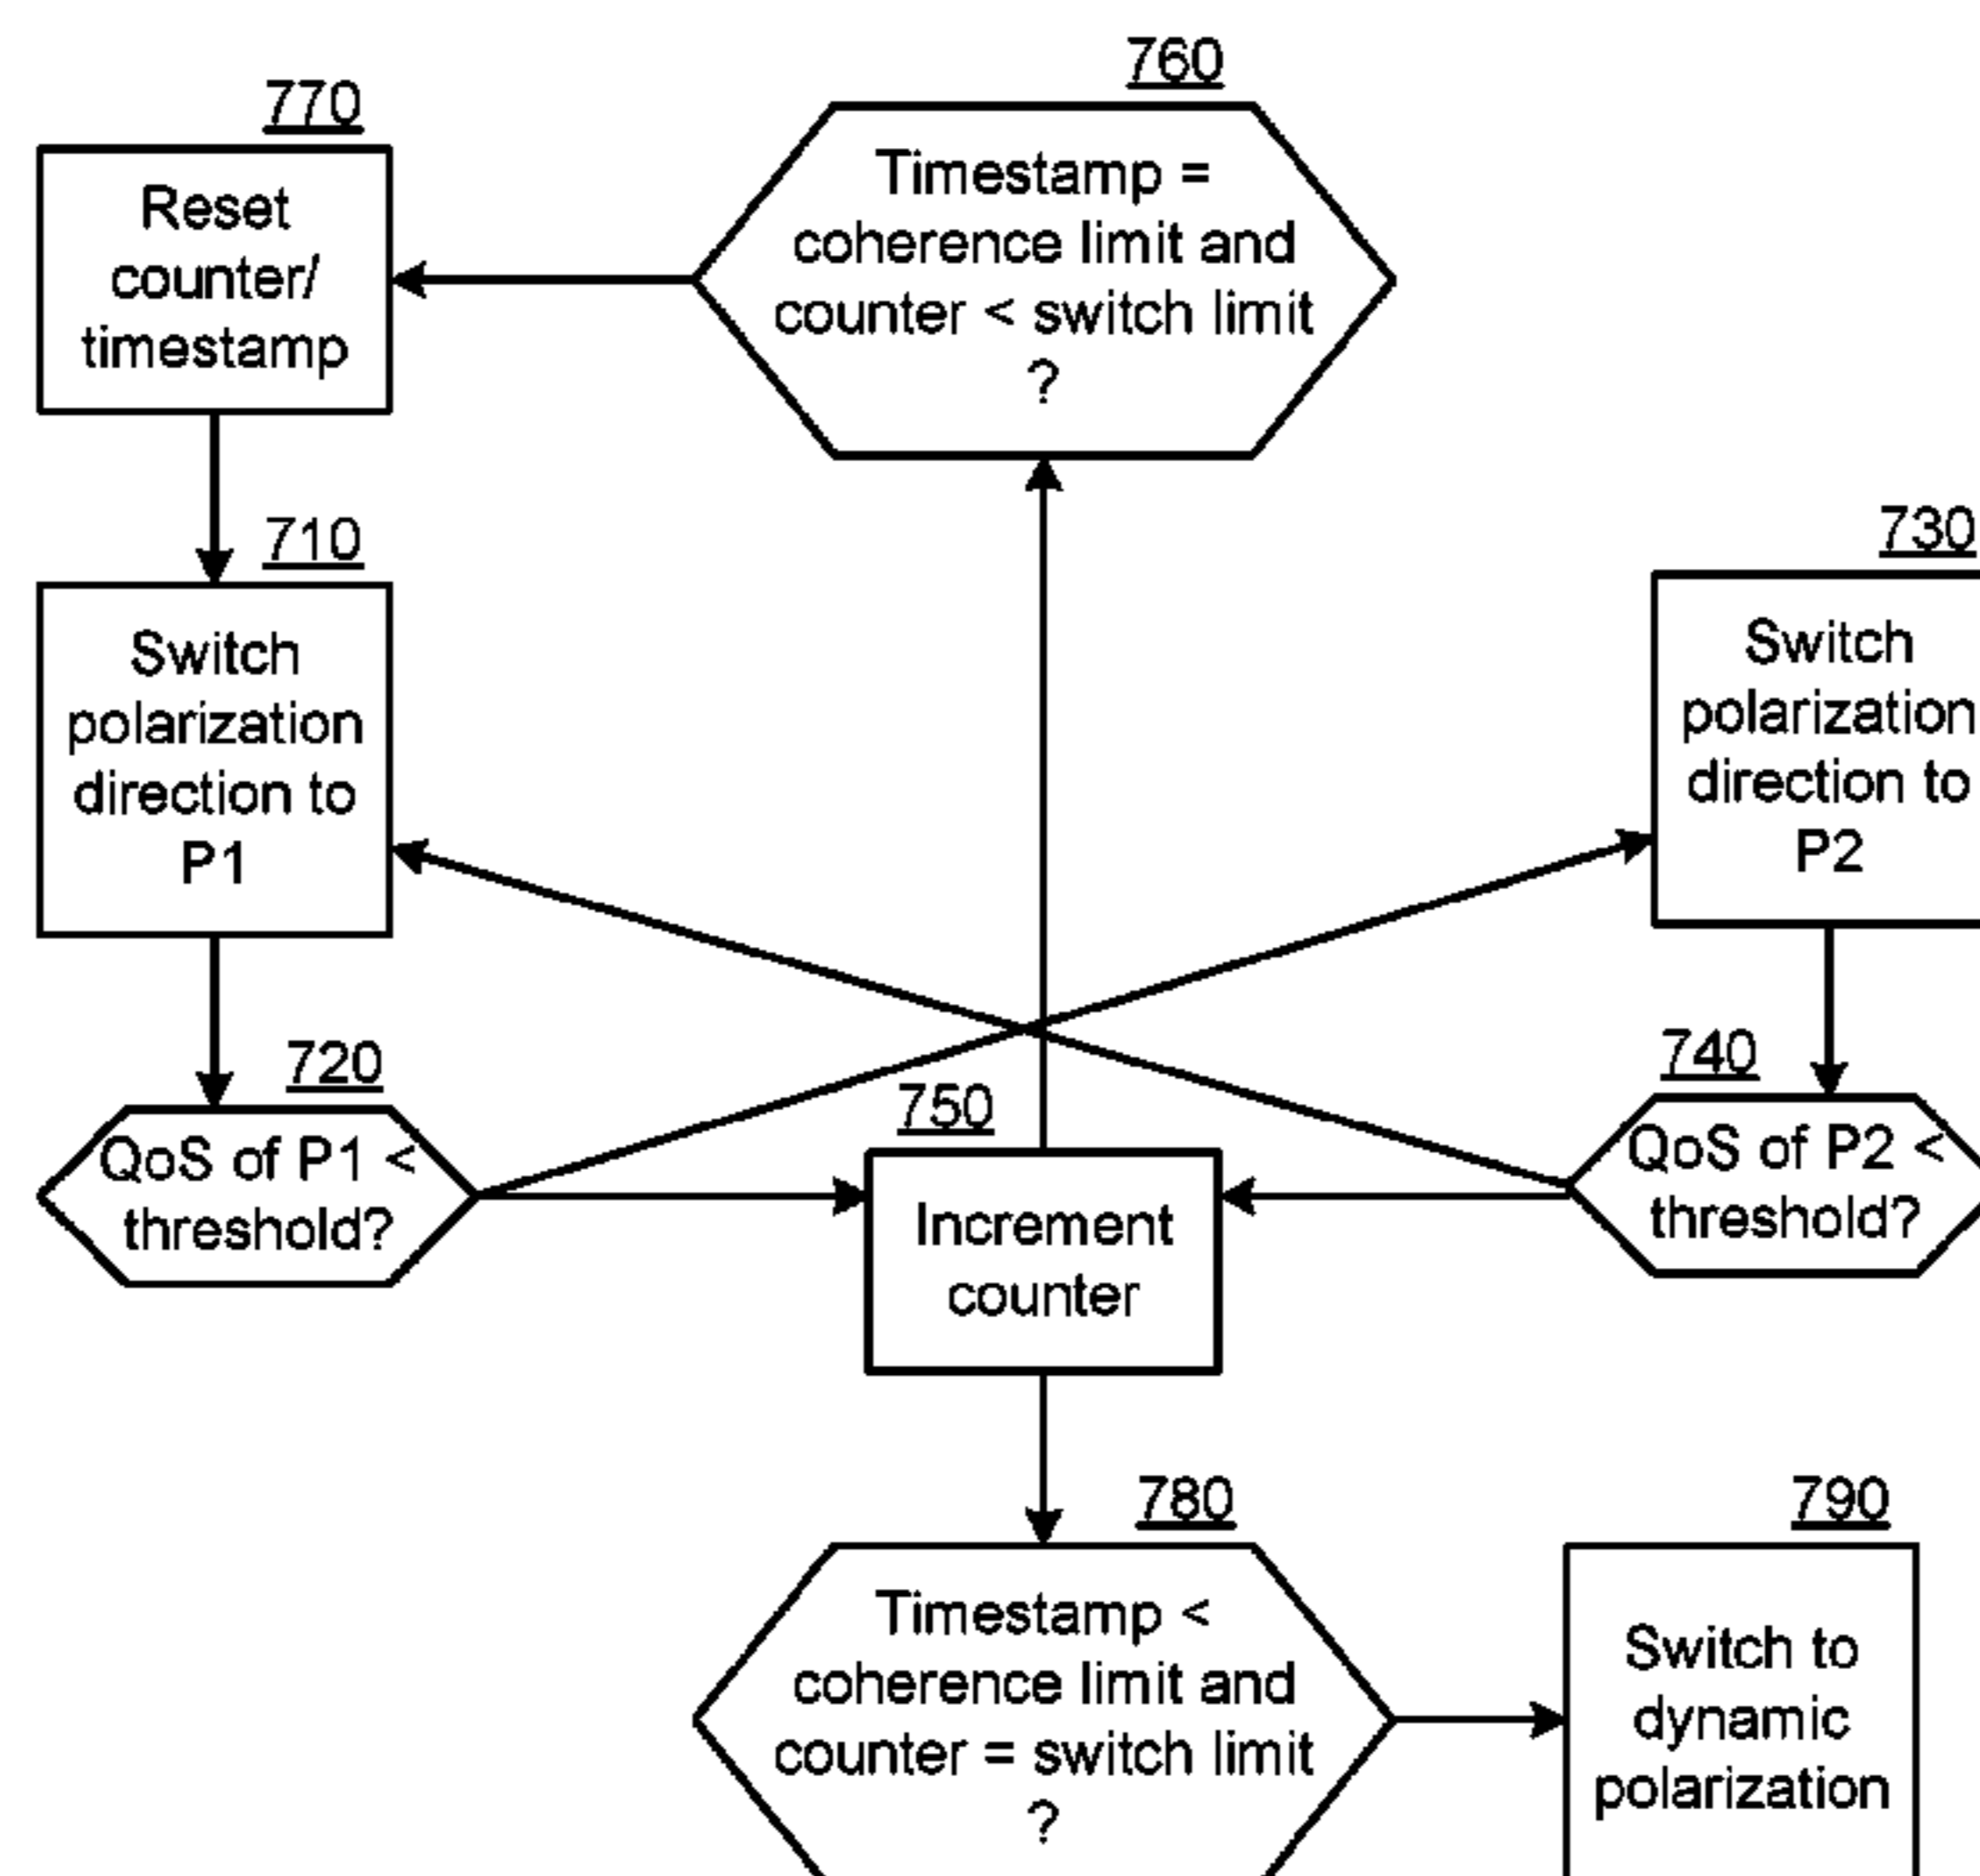 760
Timestamp =
coherence limit and
counter < switch limit
?
770
Reset
counter/
timestamp
710
Switch
polarization
direction to
P1
730
Switch
polarization
direction to
P2
720
QoS of P1 <
threshold?
740
QoS of P2 <
threshold?
750
Increment
counter
780
Timestamp <
coherence limit and
counter = switch limit
?
790
Switch to
dynamic
polarization